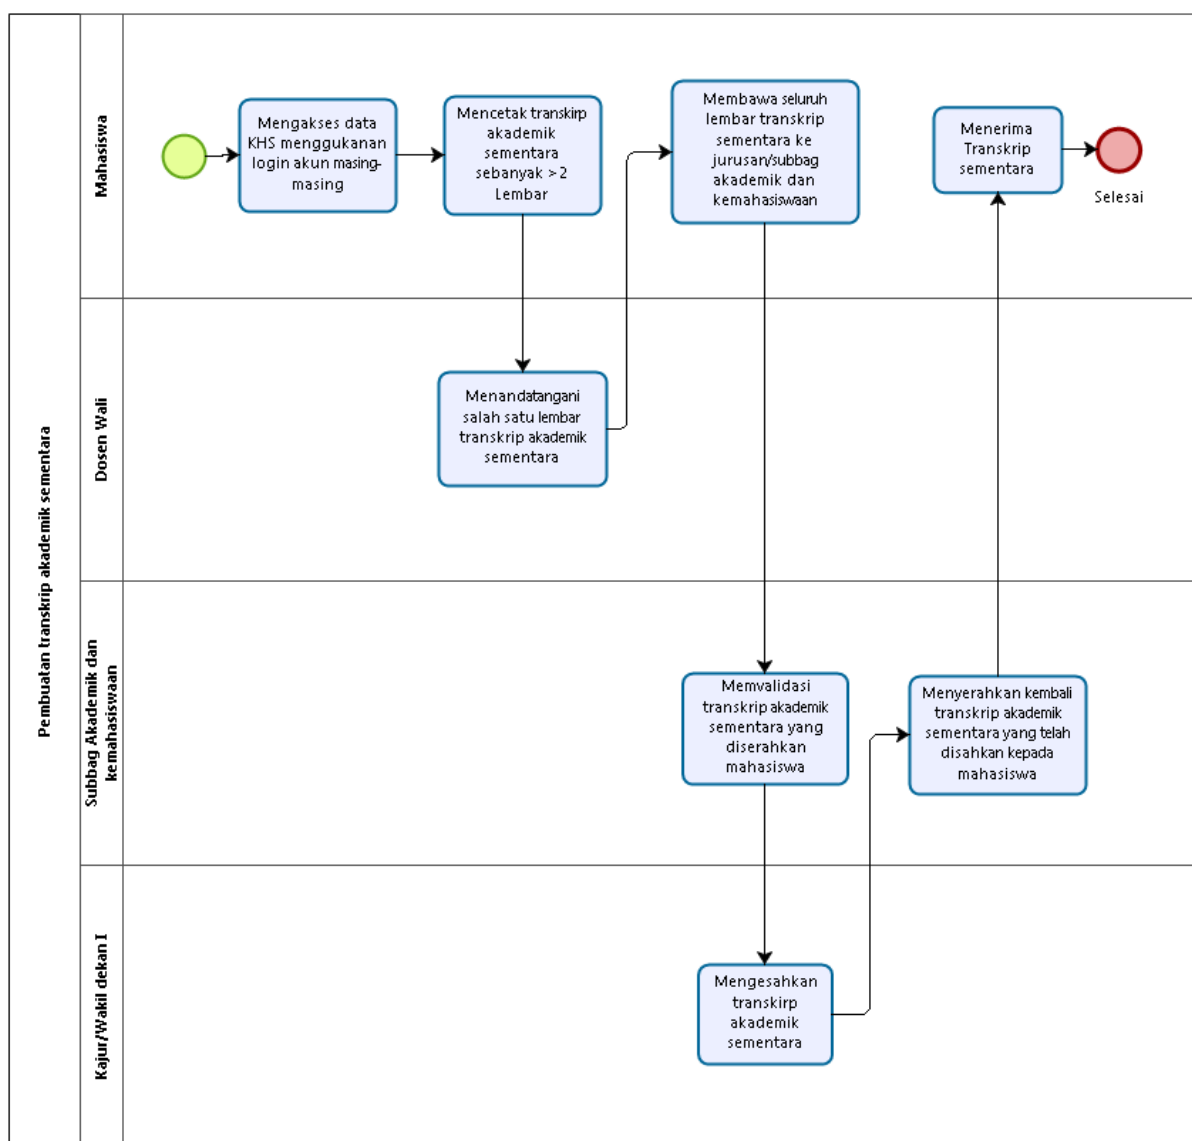 Pembuatan transkrip akademik sementara
Mahasiswa
Mengakses data
KHS menggukanan
login akun masing-
masing
Mencetak transkirp
akademik
sementara
sebanyak >2
Lembar
Membawa seluruh
lembar transkrip
sementara ke
jurusan/subbag
akademik dan
kemahasiswaan
Menerima
Transkrip
sementara
Selesai
Dosen Wali
Menandatangani
salah satu lembar
transkrip akademik
sementara
Subbag Akademik dan
kemahasiswaan
Memvalidasi
transkrip akademik
sementara yang
diserahkan
mahasiswa
Menyerahkan kembali
transkrip akademik
sementara yang telah
disahkan kepada
mahasiswa
Kajur/Wakil dekan I
Mengesahkan
transkirp
akademik
sementara